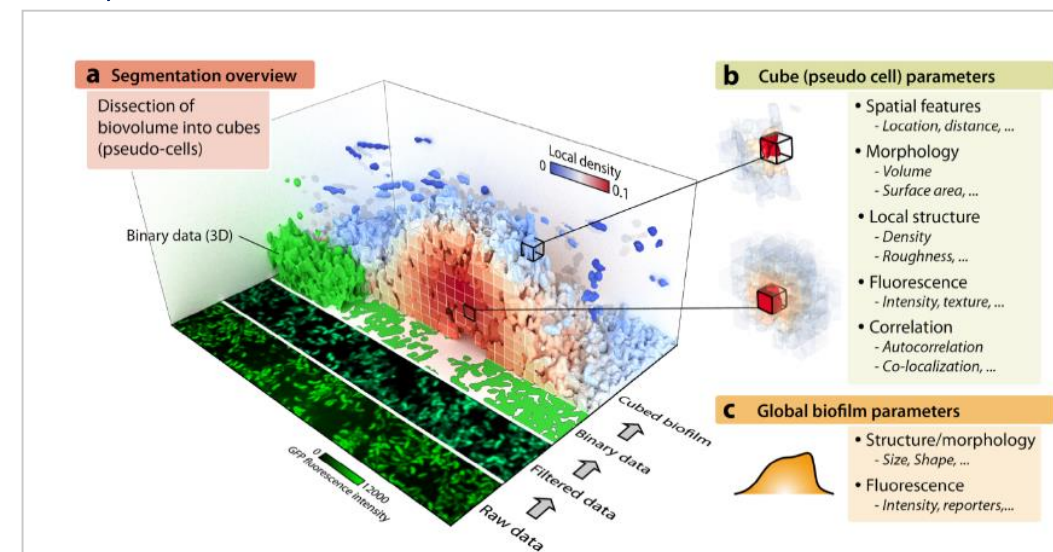 a Segmentation overview
Dissection of
biovolume into cubes
(pseudo-cells)
Binary data (3D)
Local density
0
0.1
GFP fluorescence intensity
0
12000
Raw data
Filtered data
Binary data
Cubed biofilm
b Cube (pseudo cell) parameters
• Spatial features
- Location, distance, ...
• Morphology
- Volume
- Surface area, ...
• Local structure
- Density
- Roughness, ...
• Fluorescence
- Intensity, texture, ...
• Correlation
- Autocorrelation
- Co-localization, ...
c Global biofilm parameters
• Structure/morphology
- Size, Shape, ...
• Fluorescence
- Intensity, reporters,...